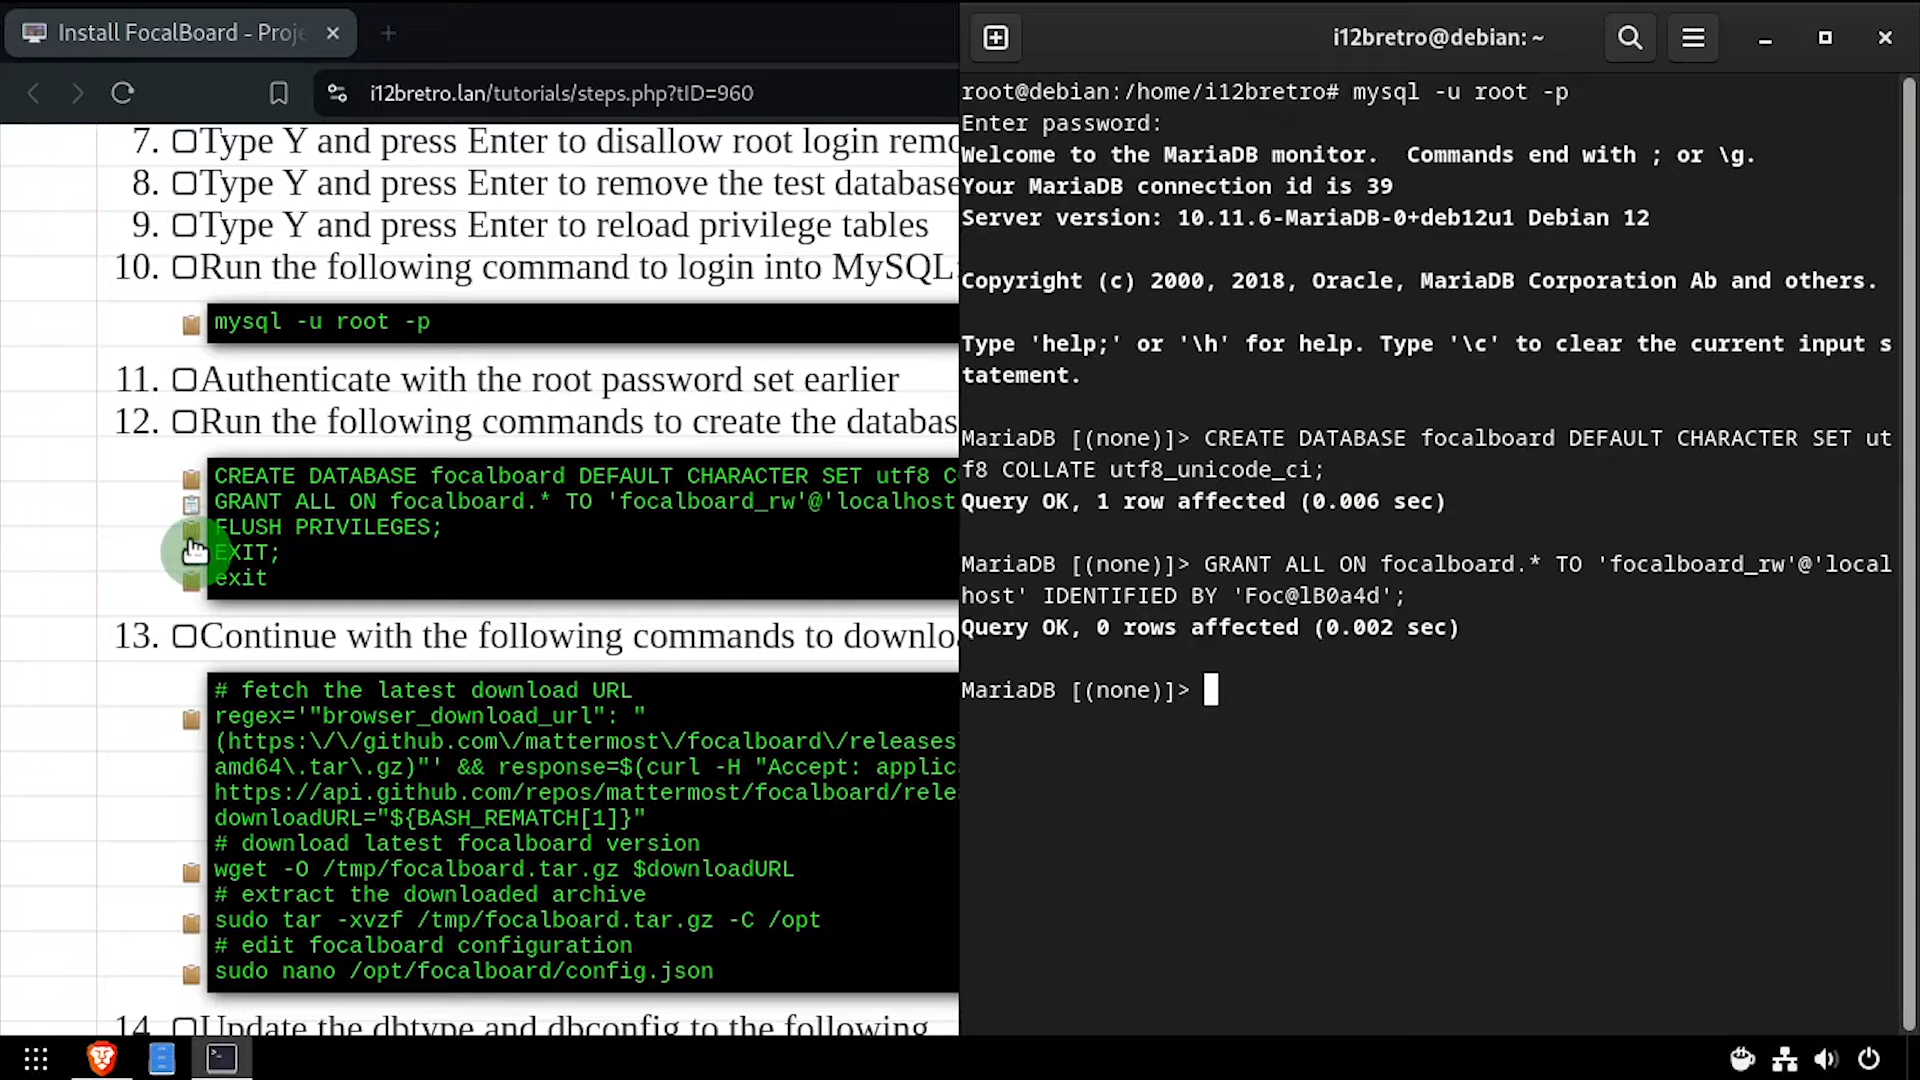 Install FocalBoard - Proje
i12bretro.lan/tutorials/steps.php?tID=960
7. Type Y and press Enter to disallow root login remo
8. Type Y and press Enter to remove the test database
9. Type Y and press Enter to reload privilege tables
10. Run the following command to login into MySQL
mysql -u root -p
11. Authenticate with the root password set earlier
12. Run the following commands to create the databas
CREATE DATABASE focalboard DEFAULT CHARACTER SET utf8 C
GRANT ALL ON focalboard.* TO 'focalboard_rw'@'localhost
FLUSH PRIVILEGES;
EXIT;
exit
13. Continue with the following commands to downlo
# fetch the latest download URL
regex='"browser_download_url": "
(https:\/\/github.com\/mattermost\/focalboard\/releases
amd64\.tar\.gz)"' && response=$(curl -H "Accept: applic
https://api.github.com/repos/mattermost/focalboard/rele
downloadURL="${BASH_REMATCH[1]}"
# download latest focalboard version
wget -O /tmp/focalboard.tar.gz $downloadURL
# extract the downloaded archive
sudo tar -xvzf /tmp/focalboard.tar.gz -C /opt
# edit focalboard configuration
sudo nano /opt/focalboard/config.json
14. Update the dbtype and dbconfig to the following
i12bretro@debian: ~
root@debian:/home/i12bretro# mysql -u root -p
Enter password:
Welcome to the MariaDB monitor.  Commands end with ; or \g.
Your MariaDB connection id is 39
Server version: 10.11.6-MariaDB-0+deb12u1 Debian 12
Copyright (c) 2000, 2018, Oracle, MariaDB Corporation Ab and others.
Type 'help;' or '\h' for help. Type '\c' to clear the current input s
tatement.
MariaDB [(none)]> CREATE DATABASE focalboard DEFAULT CHARACTER SET ut
f8 COLLATE utf8_unicode_ci;
Query OK, 1 row affected (0.006 sec)
MariaDB [(none)]> GRANT ALL ON focalboard.* TO 'focalboard_rw'@'local
host' IDENTIFIED BY 'Foc@lB0a4d';
Query OK, 0 rows affected (0.002 sec)
MariaDB [(none)]>